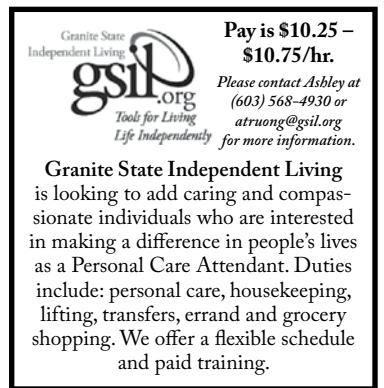 Granite State
Independent Living
gsil.org
Tools for Living
Life Independently
Pay is $10.25 –
$10.75/hr.
Please contact Ashley at
(603) 568-4930 or
atruong@gsil.org
for more information.
Granite State Independent Living
is looking to add caring and compas-
sionate individuals who are interested
in making a difference in people's lives
as a Personal Care Attendant. Duties
include: personal care, housekeeping,
lifting, transfers, errand and grocery
shopping. We offer a flexible schedule
and paid training.